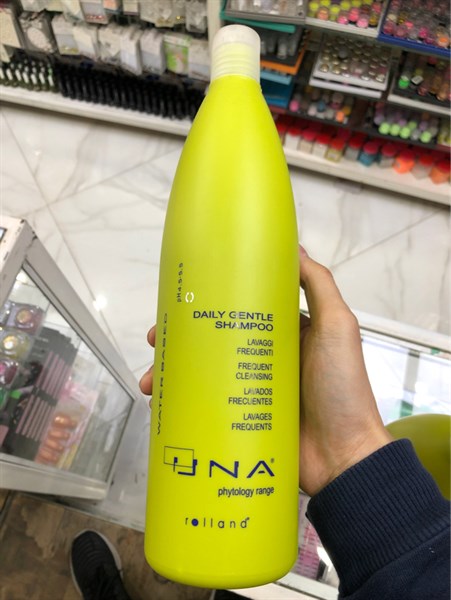 DAILY GENTLE
SHAMPOO
LAVAGGI
FREQUENTI
FREQUENT
CLEANSING
LAVADOS
FRECUENTES
LAVAGES
FREQUENTS
UNA®
phytology range
rolland®
WATER BASED
pH 4.5-5.5